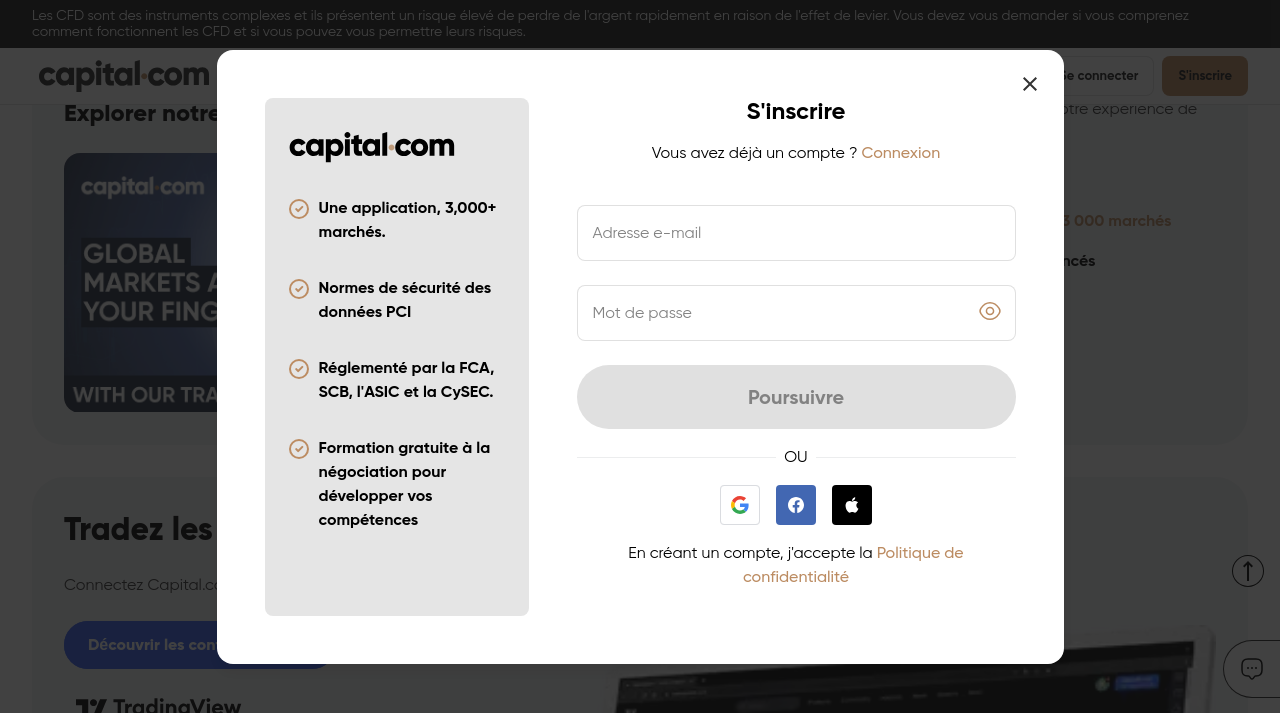 Les CFD sont des instruments complexes et ils présentent un risque élevé de perdre de l'argent rapidement en raison de l'effet de levier. Vous devez vous demander si vous comprenez
comment fonctionnent les CFD et si vous pouvez vous permettre leurs risques.
capital.com
Se connecter
S'inscrire
Explorer notre
otre expérience de
capital.com
GLOBAL
MARKETS A
YOUR FING
WITH OUR TRA
3 000 marchés
ncés
capital.com
Une application, 3,000+
marchés.
Normes de sécurité des
données PCI
Réglementé par la FCA,
SCB, l'ASIC et la CySEC.
Formation gratuite à la
négociation pour
développer vos
compétences
S'inscrire
Vous avez déjà un compte ? Connexion
Adresse e-mail
Mot de passe
Poursuivre
OU
En créant un compte, j'accepte la Politique de
confidentialité
Tradez les
Connectez Capital.co
Découvrir les con
TradingView